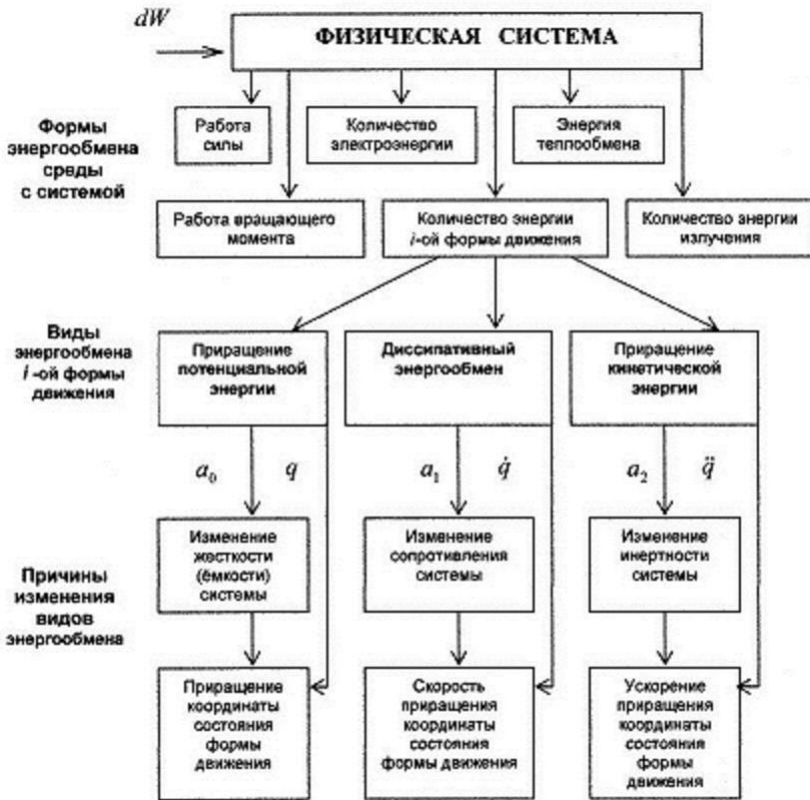 dW
ФИЗИЧЕСКАЯ СИСТЕМА
Формы
энергообмена
среды
с системой
Работа
силы
Количество
электроэнергии
Энергия
теплообмена
Работа вращающего
момента
Количество энергии
i-ой формы движения
Количество энергии
излучения
Виды
энергообмена
i -ой формы
движения
Приращение
потенциальной
энергии
Диссипативный
энергообмен
Приращение
кинетической
энергии
a₀ q
a₁ q̇
a₂ q̈
Причины
изменения
видов
энергообмена
Изменение
жесткости
(ёмкости)
системы
Изменение
сопротивления
системы
Изменение
инертности
системы
Приращение
координаты
состояния
формы
движения
Скорость
приращения
координаты
состояния
формы движения
Ускорение
приращения
координаты
состояния
формы
движения